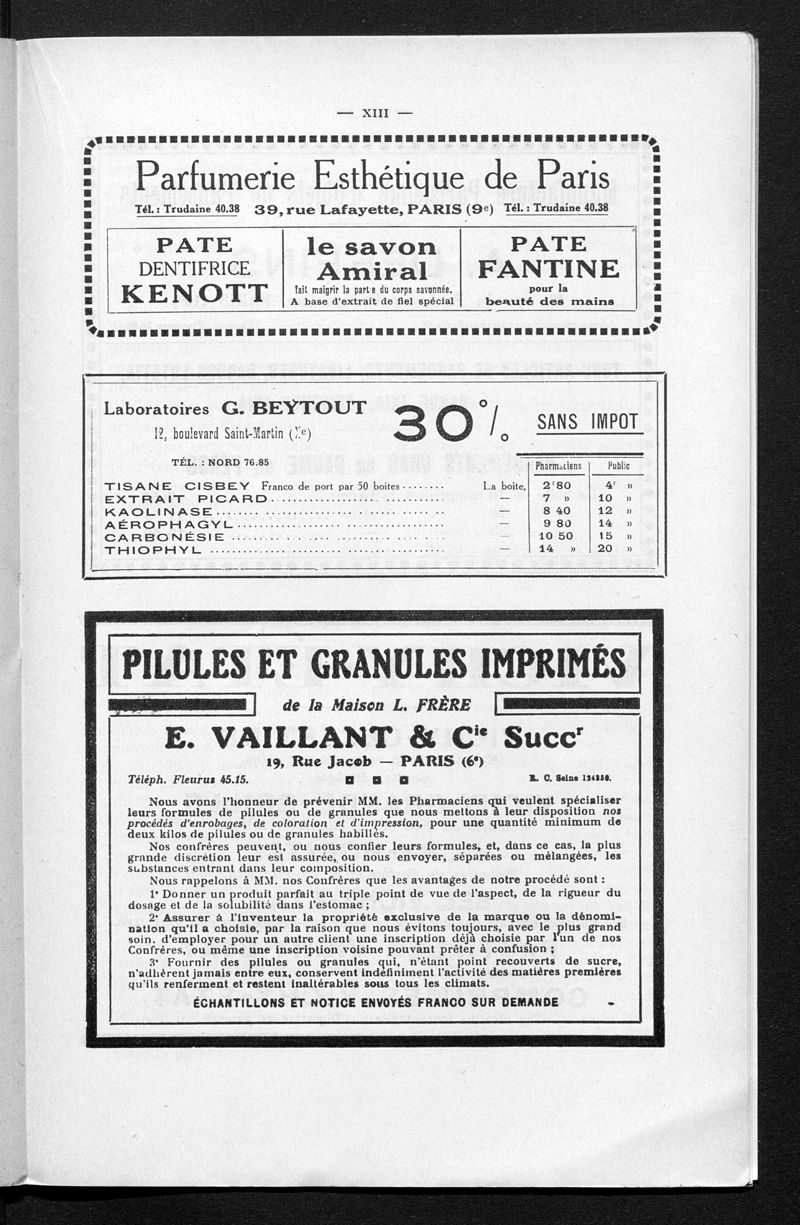 — XIII —
Parfumerie Esthétique de Paris
Tél. : Trudaine 40.38 39, rue Lafayette, PARIS (9e) Tél. : Trudaine 40.38
PATE
DENTIFRICE
KENOTT
le savon
Amiral
fait maigrir la partie du corps savonnée.
A base d'extrait de fiel spécial
PATE
FANTINE
pour la
beauté des mains
Laboratoires G. BEYTOUT
12, boulevard Saint-Martin (Xe)
TÉL. : NORD 76.85
30 % SANS IMPOT
Pharmaciens Public
TISANE CISBEY Franco de port par 50 boites ........ La boite. 2'80 4' »
EXTRAIT PICARD ........ — 7 » 10 »
KAOLINASE ........ — 8 40 12 »
AÉROPHAGYL ........ — 9 80 14 »
CARBONÉSIE ........ — 10 50 15 »
THIOPHYL ........ — 14 » 20 »
PILULES ET GRANULES IMPRIMÉS
de la Maison L. FRÈRE
E. VAILLANT & Cie Succr
19, Rue Jacob — PARIS (6e)
Téléph. Fleurus 45.15. R. C. Seine
Nous avons l'honneur de prévenir MM. les Pharmaciens qui veulent spécialiser
leurs formules de pilules ou de granules que nous mettons à leur disposition nos
procédés d'enrobages, de coloration et d'impression, pour une quantité minimum de
deux kilos de pilules ou de granules habillés.
Nos confrères peuvent, ou nous confier leurs formules, et, dans ce cas, la plus
grande discrétion leur est assurée, ou nous envoyer, séparées ou mélangées, les
substances entrant dans leur composition.
Nous rappelons à MM. nos Confrères que les avantages de notre procédé sont :
1° Donner un produit parfait au triple point de vue de l'aspect, de la rigueur du
dosage et de la solubilité dans l'estomac ;
2° Assurer à l'inventeur la propriété exclusive de la marque ou la dénomi-
nation qu'il a choisie, par la raison que nous évitons toujours, avec le plus grand
soin, d'employer pour un autre client une inscription déjà choisie par l'un de nos
Confrères, ou même une inscription voisine pouvant prêter à confusion ;
3° Fournir des pilules ou granules qui, n'étant point recouverts de sucre,
n'adhèrent jamais entre eux, conservent indéfiniment l'activité des matières premières
qu'ils renferment et restent inaltérables sous tous les climats.
ÉCHANTILLONS ET NOTICE ENVOYÉS FRANCO SUR DEMANDE